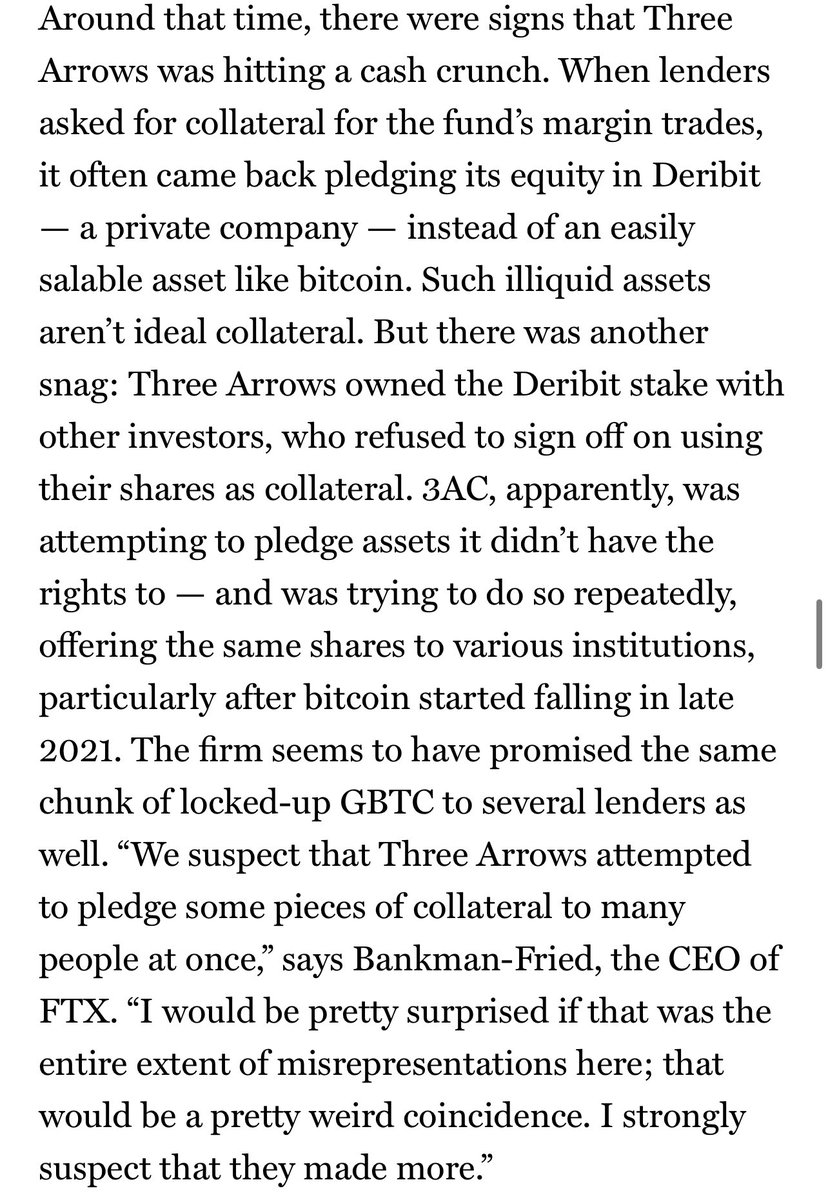 Around that time, there were signs that Three
Arrows was hitting a cash crunch. When lenders
asked for collateral for the fund’s margin trades,
it often came back pledging its equity in Deribit
— a private company — instead of an easily
salable asset like bitcoin. Such illiquid assets
aren’t ideal collateral. But there was another
snag: Three Arrows owned the Deribit stake with
other investors, who refused to sign off on using
their shares as collateral. 3AC, apparently, was
attempting to pledge assets it didn’t have the
rights to — and was trying to do so repeatedly,
offering the same shares to various institutions,
particularly after bitcoin started falling in late
2021. The firm seems to have promised the same
chunk of locked-up GBTC to several lenders as
well. “We suspect that Three Arrows attempted
to pledge some pieces of collateral to many
people at once,” says Bankman-Fried, the CEO of
FTX. “I would be pretty surprised if that was the
entire extent of misrepresentations here; that
would be a pretty weird coincidence. I strongly
suspect that they made more.”